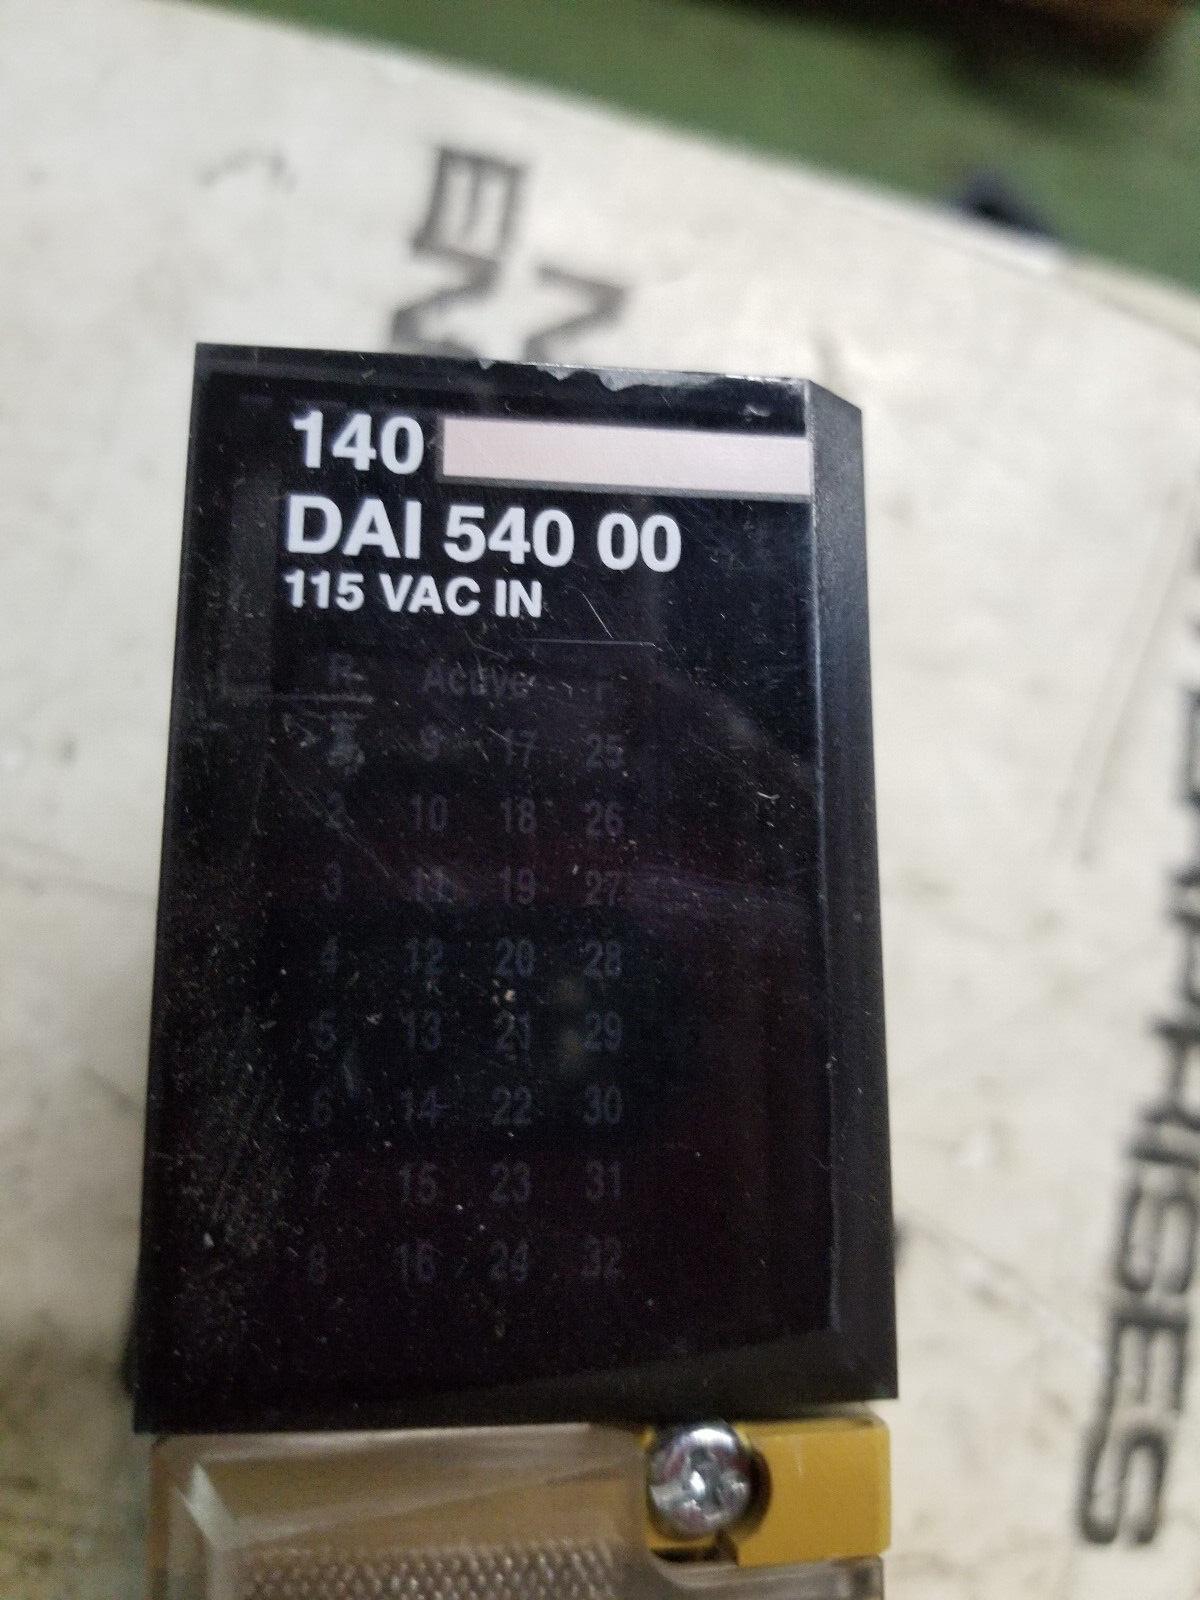 140
DAI 540 00
115 VAC IN
R Active F
1 9 17 25
2 10 18 26
3 11 19 27
4 12 20 28
5 13 21 29
6 14 22 30
7 15 23 31
8 16 24 32